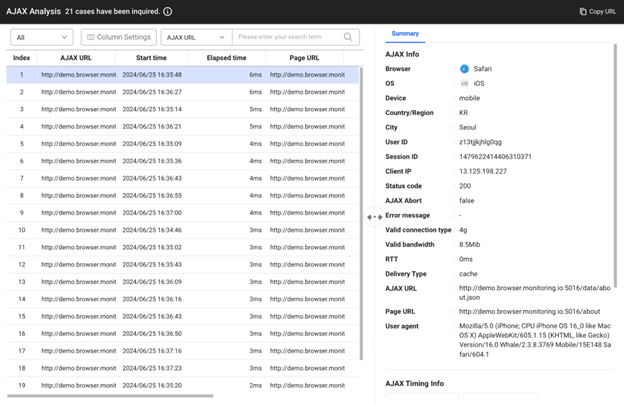 AJAX Analysis 21 cases have been inquired.
Copy URL
All
Column Settings
AJAX URL
Please enter your search term
Index AJAX URL Start time Elapsed time Page URL
1 http://demo.browser.monit 2024/06/25 16:35:48 6ms http://demo.browser.monit
2 http://demo.browser.monit 2024/06/25 16:36:27 6ms http://demo.browser.monit
3 http://demo.browser.monit 2024/06/25 16:35:14 5ms http://demo.browser.monit
4 http://demo.browser.monit 2024/06/25 16:36:21 5ms http://demo.browser.monit
5 http://demo.browser.monit 2024/06/25 16:35:09 4ms http://demo.browser.monit
6 http://demo.browser.monit 2024/06/25 16:35:36 4ms http://demo.browser.monit
7 http://demo.browser.monit 2024/06/25 16:36:43 4ms http://demo.browser.monit
8 http://demo.browser.monit 2024/06/25 16:36:55 4ms http://demo.browser.monit
9 http://demo.browser.monit 2024/06/25 16:37:00 4ms http://demo.browser.monit
10 http://demo.browser.monit 2024/06/25 16:34:46 3ms http://demo.browser.monit
11 http://demo.browser.monit 2024/06/25 16:35:02 3ms http://demo.browser.monit
12 http://demo.browser.monit 2024/06/25 16:35:43 3ms http://demo.browser.monit
13 http://demo.browser.monit 2024/06/25 16:36:09 3ms http://demo.browser.monit
14 http://demo.browser.monit 2024/06/25 16:36:16 3ms http://demo.browser.monit
15 http://demo.browser.monit 2024/06/25 16:36:43 3ms http://demo.browser.monit
16 http://demo.browser.monit 2024/06/25 16:36:50 3ms http://demo.browser.monit
17 http://demo.browser.monit 2024/06/25 16:37:16 3ms http://demo.browser.monit
18 http://demo.browser.monit 2024/06/25 16:37:23 3ms http://demo.browser.monit
19 http://demo.browser.monit 2024/06/25 16:35:20 2ms http://demo.browser.monit
Summary
AJAX Info
Browser : Safari
OS : iOS iOS
Device : mobile
Country/Region : KR
City : Seoul
User ID : z13tjjkjhlg0qg
Session ID : 1479622414406310371
Client IP : 13.125.198.227
Status code : 200
AJAX Abort : false
Error message : -
Valid connection type : 4g
Valid bandwidth : 8.5Mib
RTT : 0ms
Delivery Type : cache
AJAX URL : http://demo.browser.monitoring.io:5016/data/abo
ut.json
Page URL : http://demo.browser.monitoring.io:5016/about
User agent : Mozilla/5.0 (iPhone; CPU iPhone OS 16_0 like Mac
OS X) AppleWebKit/605.1.15 (KHTML, like Gecko)
Version/16.0 Whale/2.3.8.3769 Mobile/15E148 Sa
fari/604.1
AJAX Timing Info